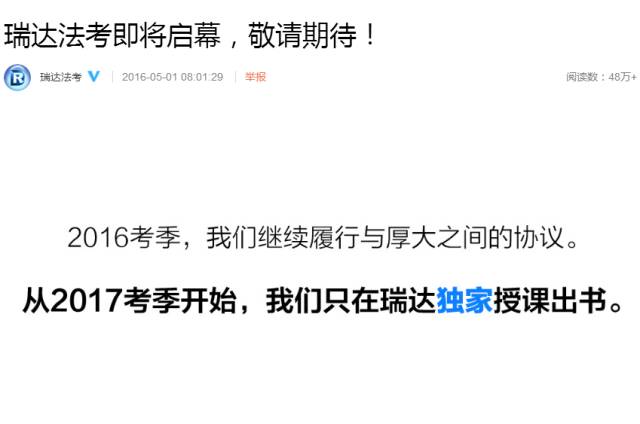 瑞达法考即将启幕，敬请期待！
R 瑞达法考 2016-05-01 08:01:29 举报 阅读数：48万+
2016考季，我们继续履行与厚大之间的协议。
从2017考季开始，我们只在瑞达独家授课出书。